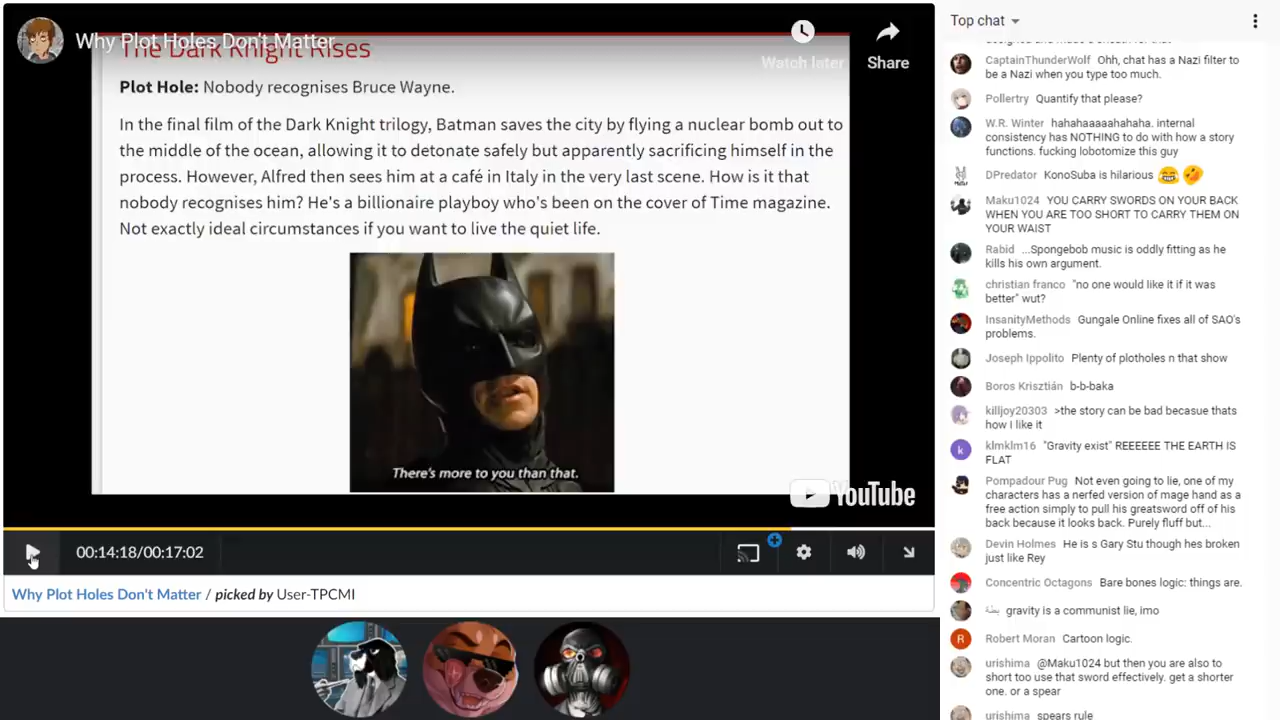 The Dark Knight Rises
Why Plot Holes Don't Matter
Watch later
Share
Plot Hole: Nobody recognises Bruce Wayne.
In the final film of the Dark Knight trilogy, Batman saves the city by flying a nuclear bomb out to
the middle of the ocean, allowing it to detonate safely but apparently sacrificing himself in the
process. However, Alfred then sees him at a café in Italy in the very last scene. How is it that
nobody recognises him? He's a billionaire playboy who's been on the cover of Time magazine.
Not exactly ideal circumstances if you want to live the quiet life.
There's more to you than that.
YouTube
00:14:18/00:17:02
Why Plot Holes Don't Matter / picked by User-TPCMI
Top chat
designed and made a sheath for that
CaptainThunderWolf Ohh, chat has a Nazi filter to
be a Nazi when you type too much.
Pollertry Quantify that please?
W.R. Winter hahahaaaaahahaha. internal
consistency has NOTHING to do with how a story
functions. fucking lobotomize this guy
DPredator KonoSuba is hilarious
Maku1024 YOU CARRY SWORDS ON YOUR BACK
WHEN YOU ARE TOO SHORT TO CARRY THEM ON
YOUR WAIST
Rabid ...Spongebob music is oddly fitting as he
kills his own argument.
christian franco "no one would like it if it was
better" wut?
InsanityMethods Gungale Online fixes all of SAO's
problems.
Joseph Ippolito Plenty of plotholes n that show
Boros Krisztián b-b-baka
killjoy20303 >the story can be bad becasue thats
how I like it
k
klmklm16 "Gravity exist" REEEEEE THE EARTH IS
FLAT
Pompadour Pug Not even going to lie, one of my
characters has a nerfed version of mage hand as a
free action simply to pull his greatsword off of his
back because it looks back. Purely fluff but...
Devin Holmes He is s Gary Stu though hes broken
just like Rey
Concentric Octagons Bare bones logic: things are.
بطة gravity is a communist lie, imo
R
Robert Moran Cartoon logic.
urishima @Maku1024 but then you are also to
short too use that sword effectively. get a shorter
one. or a spear
urishima spears rule